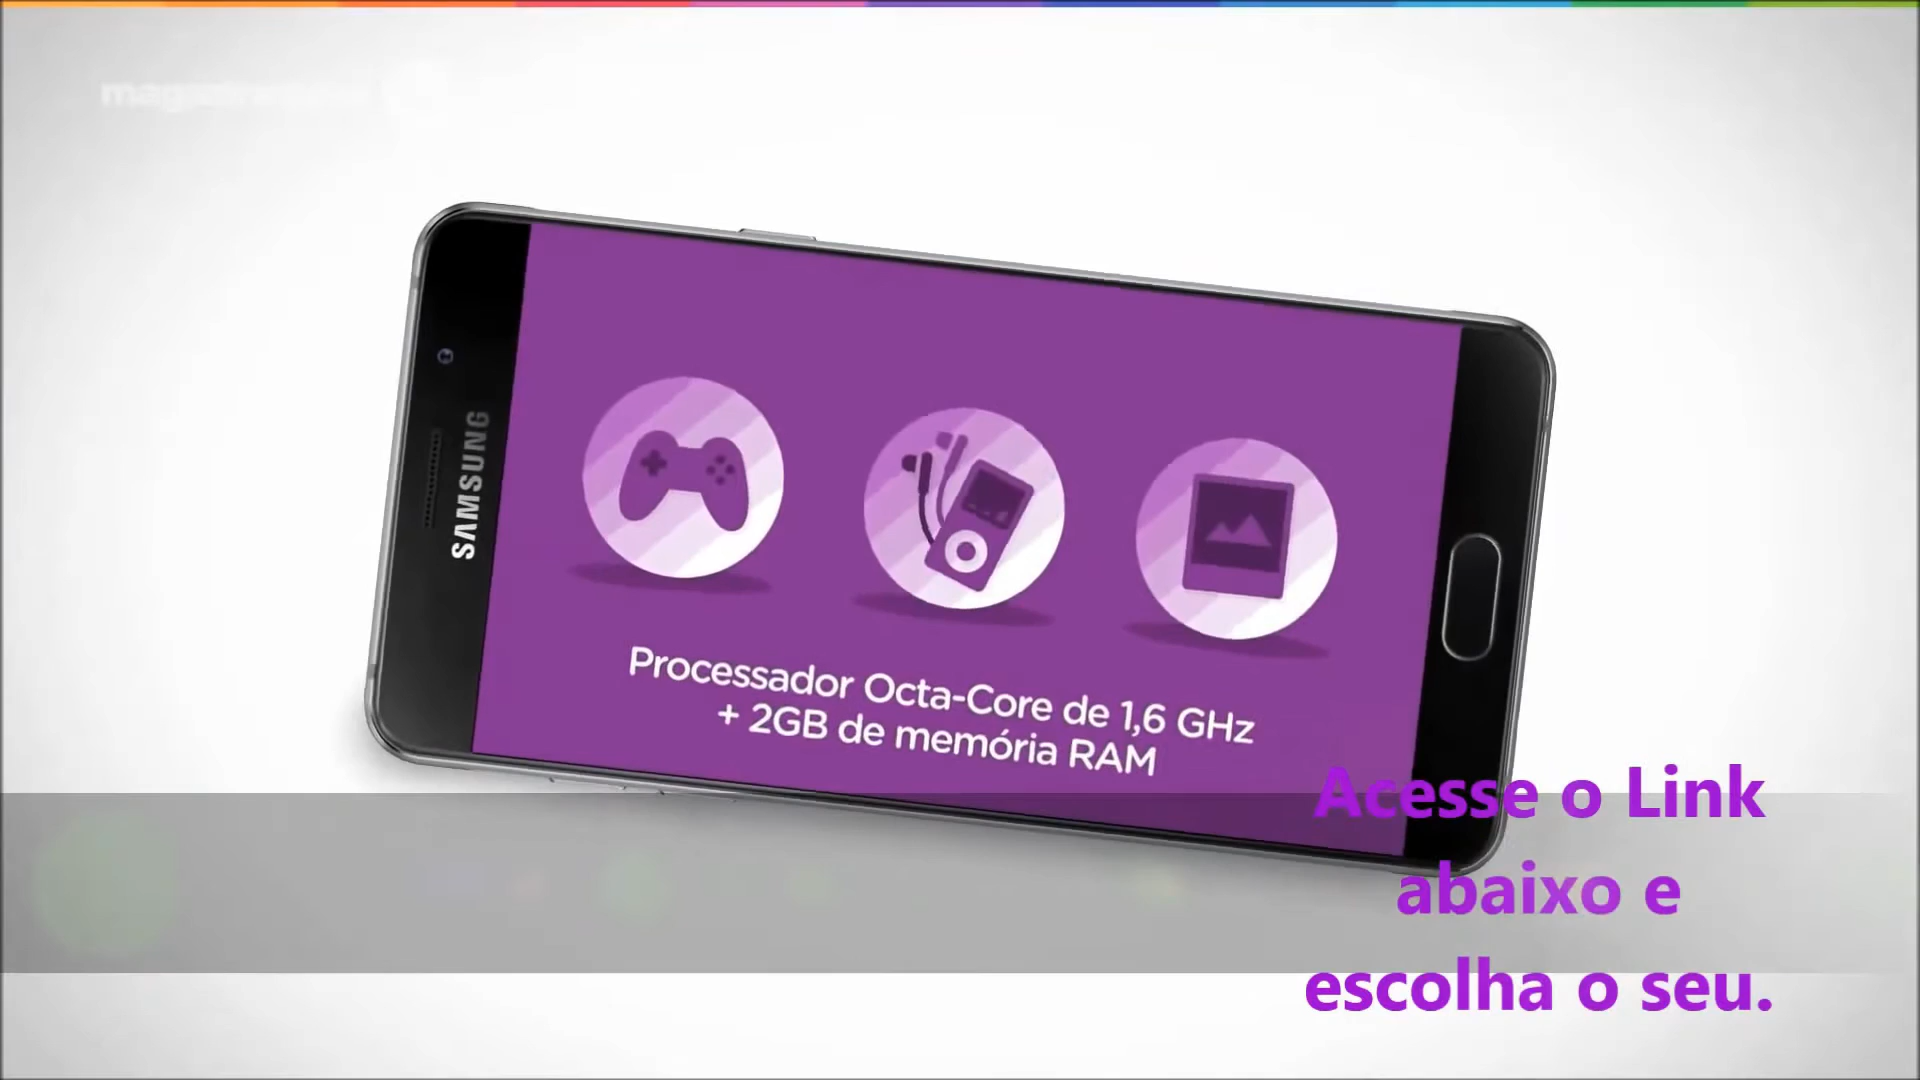 SAMSUNG
Processador Octa-Core de 1,6 GHz
+ 2GB de memória RAM
Acesse o Link
abaixo e
escolha o seu.